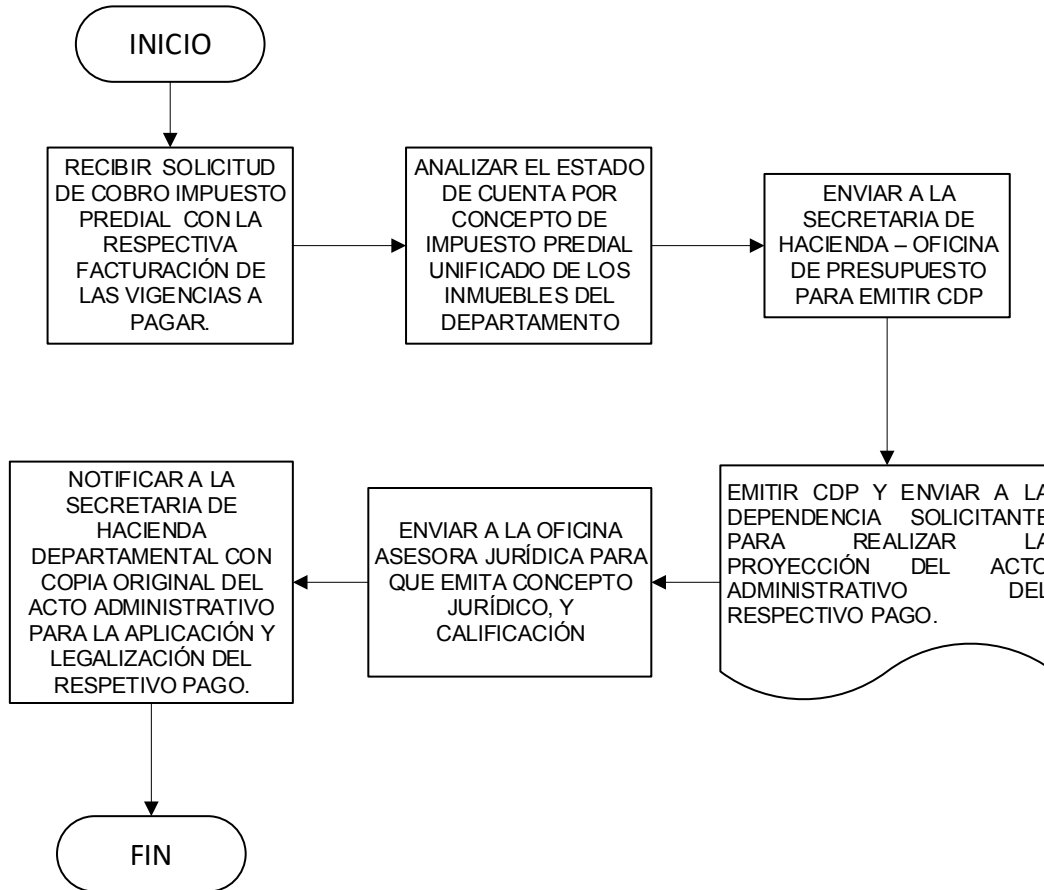 INICIO
RECIBIR SOLICITUD
DE COBRO IMPUESTO
PREDIAL CON LA
RESPECTIVA
FACTURACIÓN DE
LAS VIGENCIAS A
PAGAR.
ANALIZAR EL ESTADO
DE CUENTA POR
CONCEPTO DE
IMPUESTO PREDIAL
UNIFICADO DE LOS
INMUEBLES DEL
DEPARTAMENTO
ENVIAR A LA
SECRETARIA DE
HACIENDA – OFICINA
DE PRESUPUESTO
PARA EMITIR CDP
EMITIR CDP Y ENVIAR A LA
DEPENDENCIA SOLICITANTE
PARA REALIZAR LA
PROYECCIÓN DEL ACTO
ADMINISTRATIVO DEL
RESPECTIVO PAGO.
ENVIAR A LA OFICINA
ASESORA JURÍDICA PARA
QUE EMITA CONCEPTO
JURÍDICO, Y
CALIFICACIÓN
NOTIFICAR A LA
SECRETARIA DE
HACIENDA
DEPARTAMENTAL CON
COPIA ORIGINAL DEL
ACTO ADMINISTRATIVO
PARA LA APLICACIÓN Y
LEGALIZACIÓN DEL
RESPETIVO PAGO.
FIN